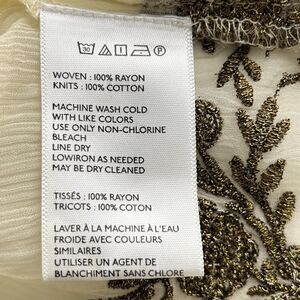 30
P
WOVEN : 100% RAYON
KNITS : 100% COTTON
MACHINE WASH COLD
WITH LIKE COLORS
USE ONLY NON-CHLORINE
BLEACH
LINE DRY
LOWIRON AS NEEDED
MAY BE DRY CLEANED
TISSÉS : 100% RAYON
TRICOTS : 100% COTON
LAVER À LA MACHINE À L'EAU
FROIDE AVEC COULEURS
SIMILAIRES
UTILISER UN AGENT DE
BLANCHIMENT SANS CHLORE